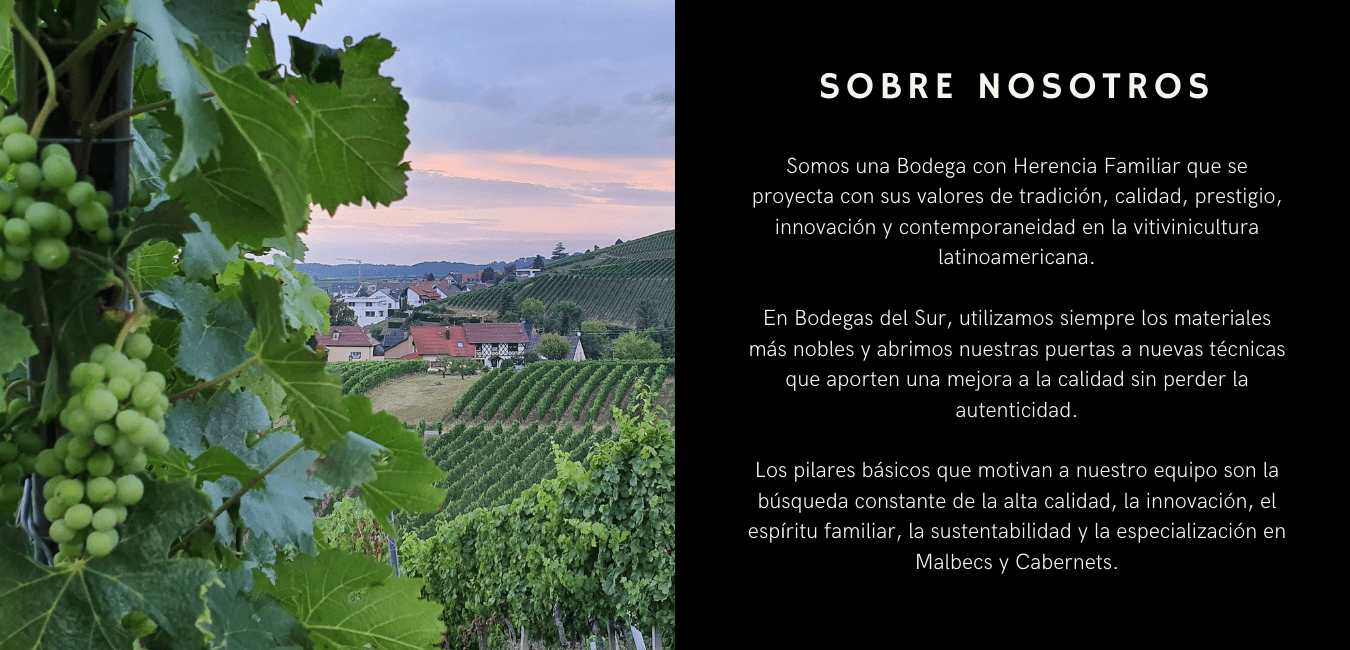 SOBRE NOSOTROS
Somos una Bodega con Herencia Familiar que se
proyecta con sus valores de tradición, calidad, prestigio,
innovación y contemporaneidad en la vitivinicultura
latinoamericana.
En Bodegas del Sur, utilizamos siempre los materiales
más nobles y abrimos nuestras puertas a nuevas técnicas
que aporten una mejora a la calidad sin perder la
autenticidad.
Los pilares básicos que motivan a nuestro equipo son la
búsqueda constante de la alta calidad, la innovación, el
espíritu familiar, la sustentabilidad y la especialización en
Malbecs y Cabernets.